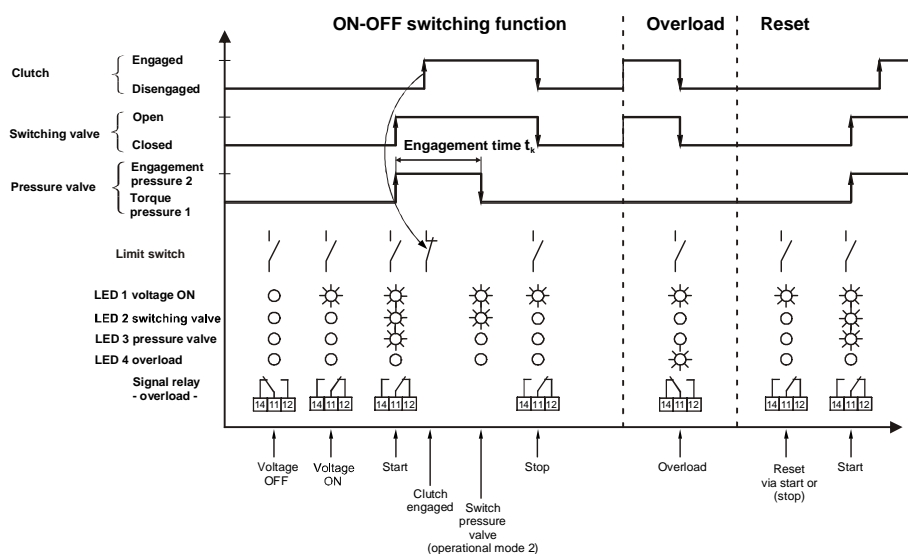 ON-OFF switching function
Overload
Reset
Clutch
Engaged
Disengaged
Switching valve
Open
Closed
Engagement time tk
Pressure valve
Engagement
pressure 2
Torque
pressure 1
Limit switch
LED 1 voltage ON
LED 2 switching valve
LED 3 pressure valve
LED 4 overload
Signal relay
- overload -
14 11 12
14 11 12
14 11 12
14 11 12
14 11 12
14 11 12
14 11 12
Voltage
OFF
Voltage
ON
Start
Clutch
engaged
Switch
pressure
valve
(operational mode 2)
Stop
Overload
Reset
via start or
(stop)
Start